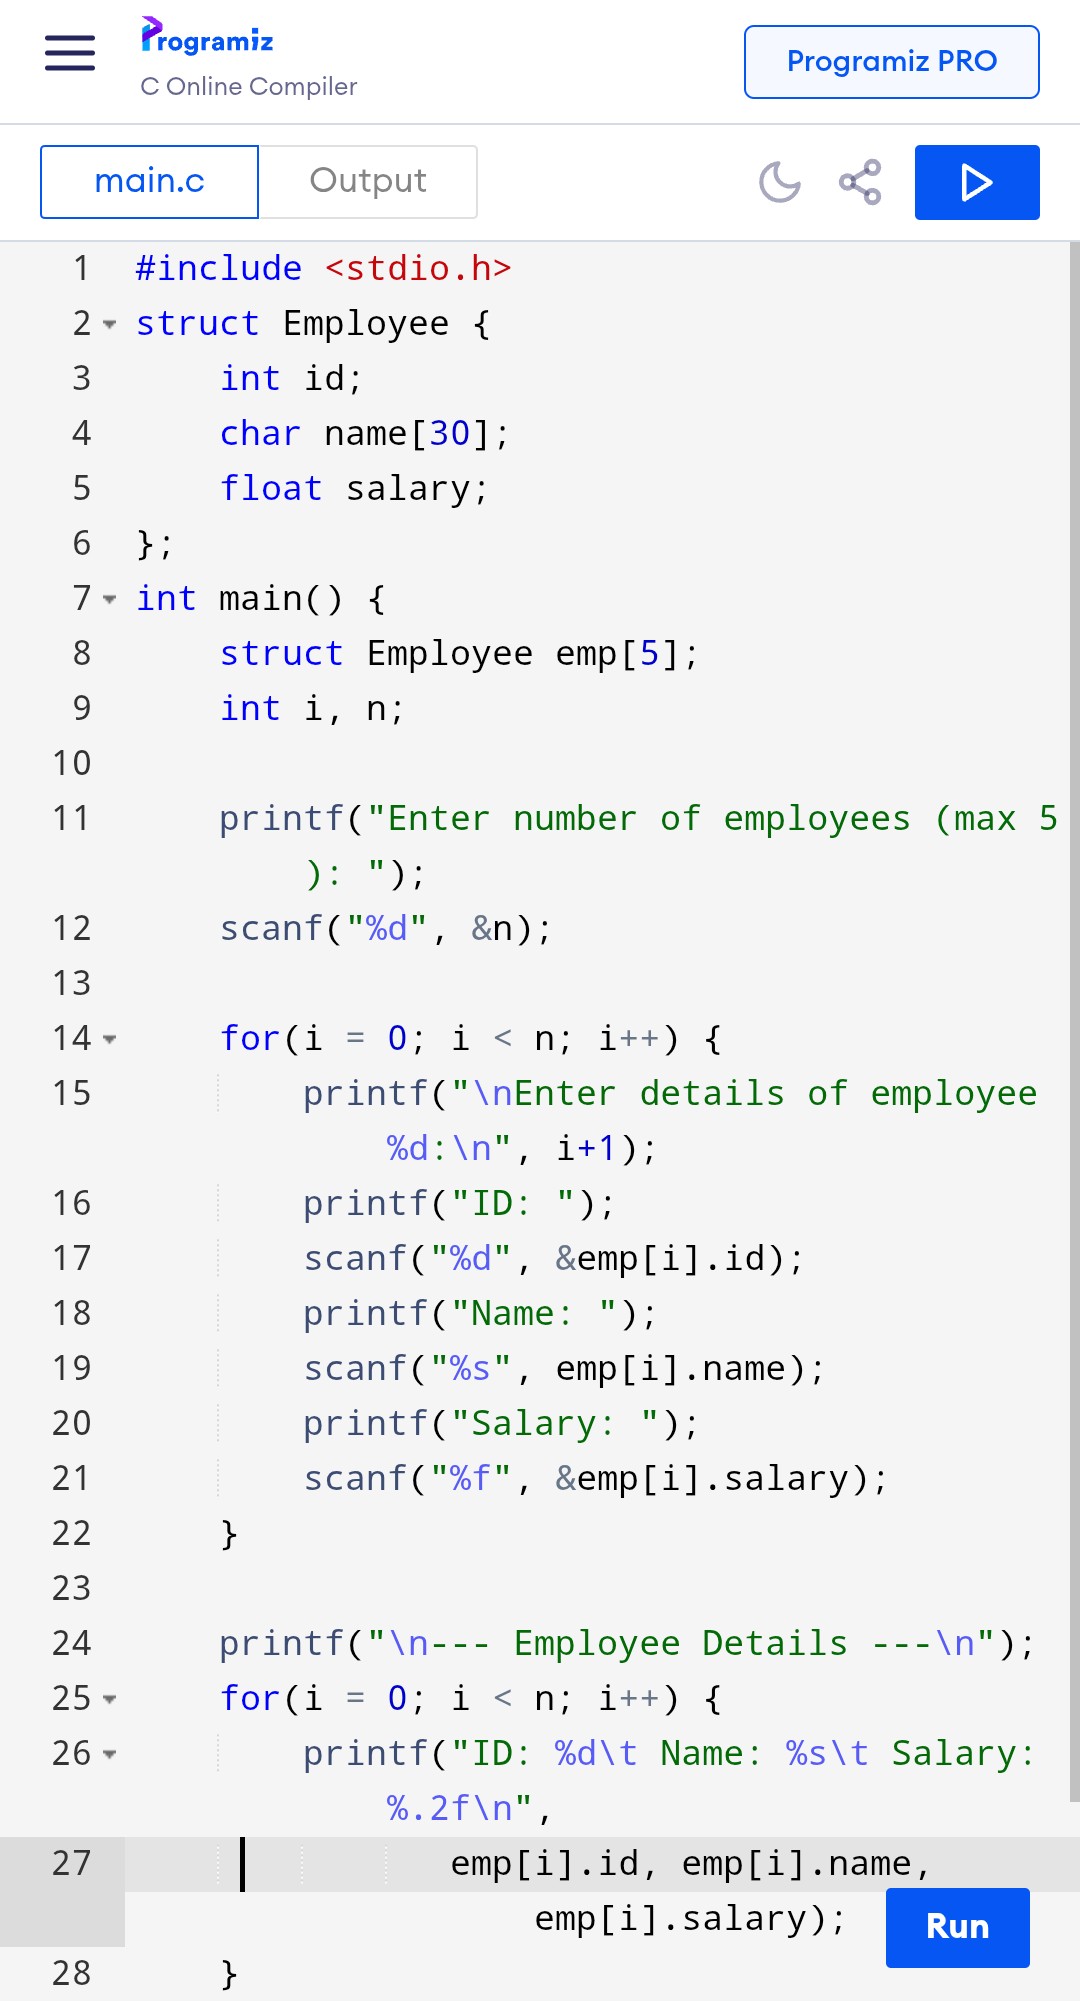 Programiz
C Online Compiler
Programiz PRO
main.c
Output
1 #include <stdio.h>
2 struct Employee {
3     int id;
4     char name[30];
5     float salary;
6 };
7 int main() {
8     struct Employee emp[5];
9     int i, n;
10
11     printf("Enter number of employees (max 5
): ");
12     scanf("%d", &n);
13
14     for(i = 0; i < n; i++) {
15         printf("\nEnter details of employee
%d:\n", i+1);
16         printf("ID: ");
17         scanf("%d", &emp[i].id);
18         printf("Name: ");
19         scanf("%s", emp[i].name);
20         printf("Salary: ");
21         scanf("%f", &emp[i].salary);
22     }
23
24     printf("\n--- Employee Details ---\n");
25     for(i = 0; i < n; i++) {
26         printf("ID: %d\t Name: %s\t Salary:
%.2f\n",
27                emp[i].id, emp[i].name,
emp[i].salary);
Run
28     }